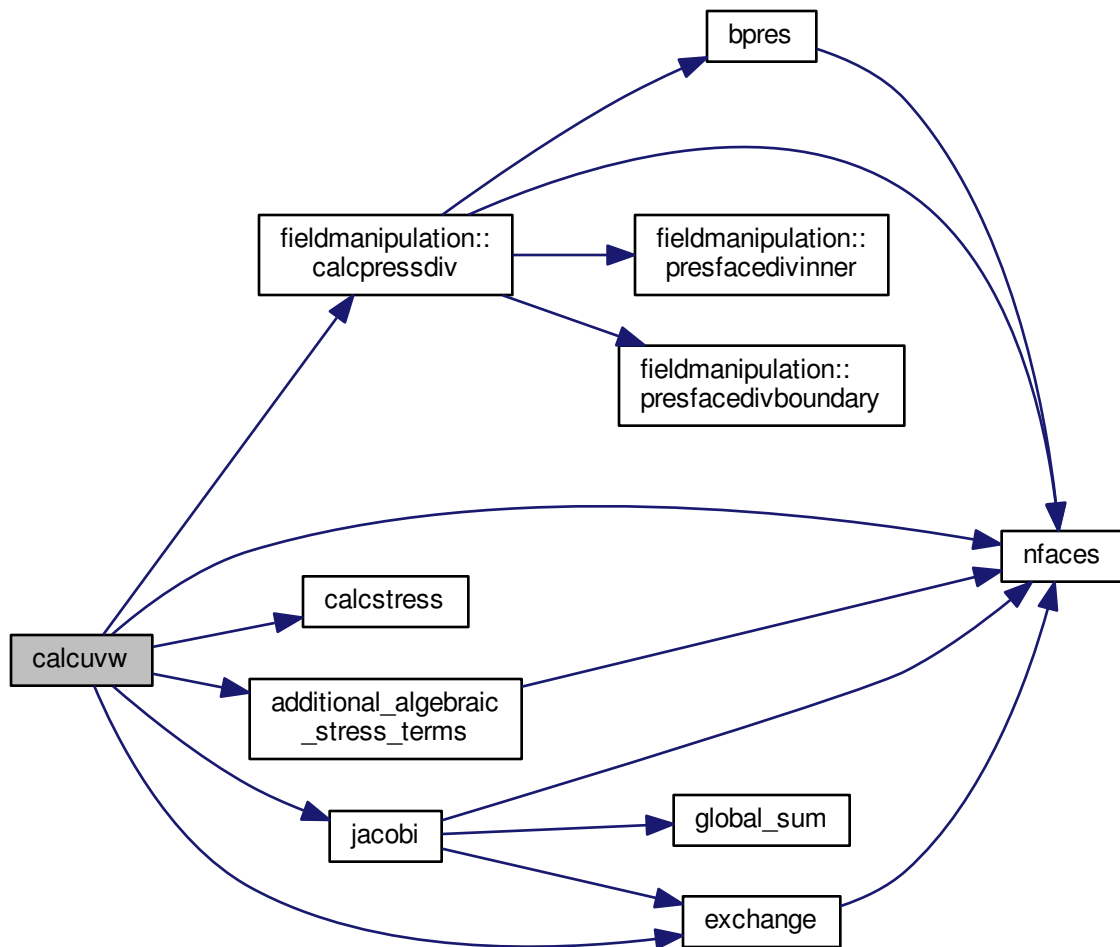 bpres
fieldmanipulation::
calcpressdiv
fieldmanipulation::
presfacedivinner
fieldmanipulation::
presfacedivboundary
nfaces
calcstress
calcuvw
additional_algebraic
_stress_terms
jacobi
global_sum
exchange